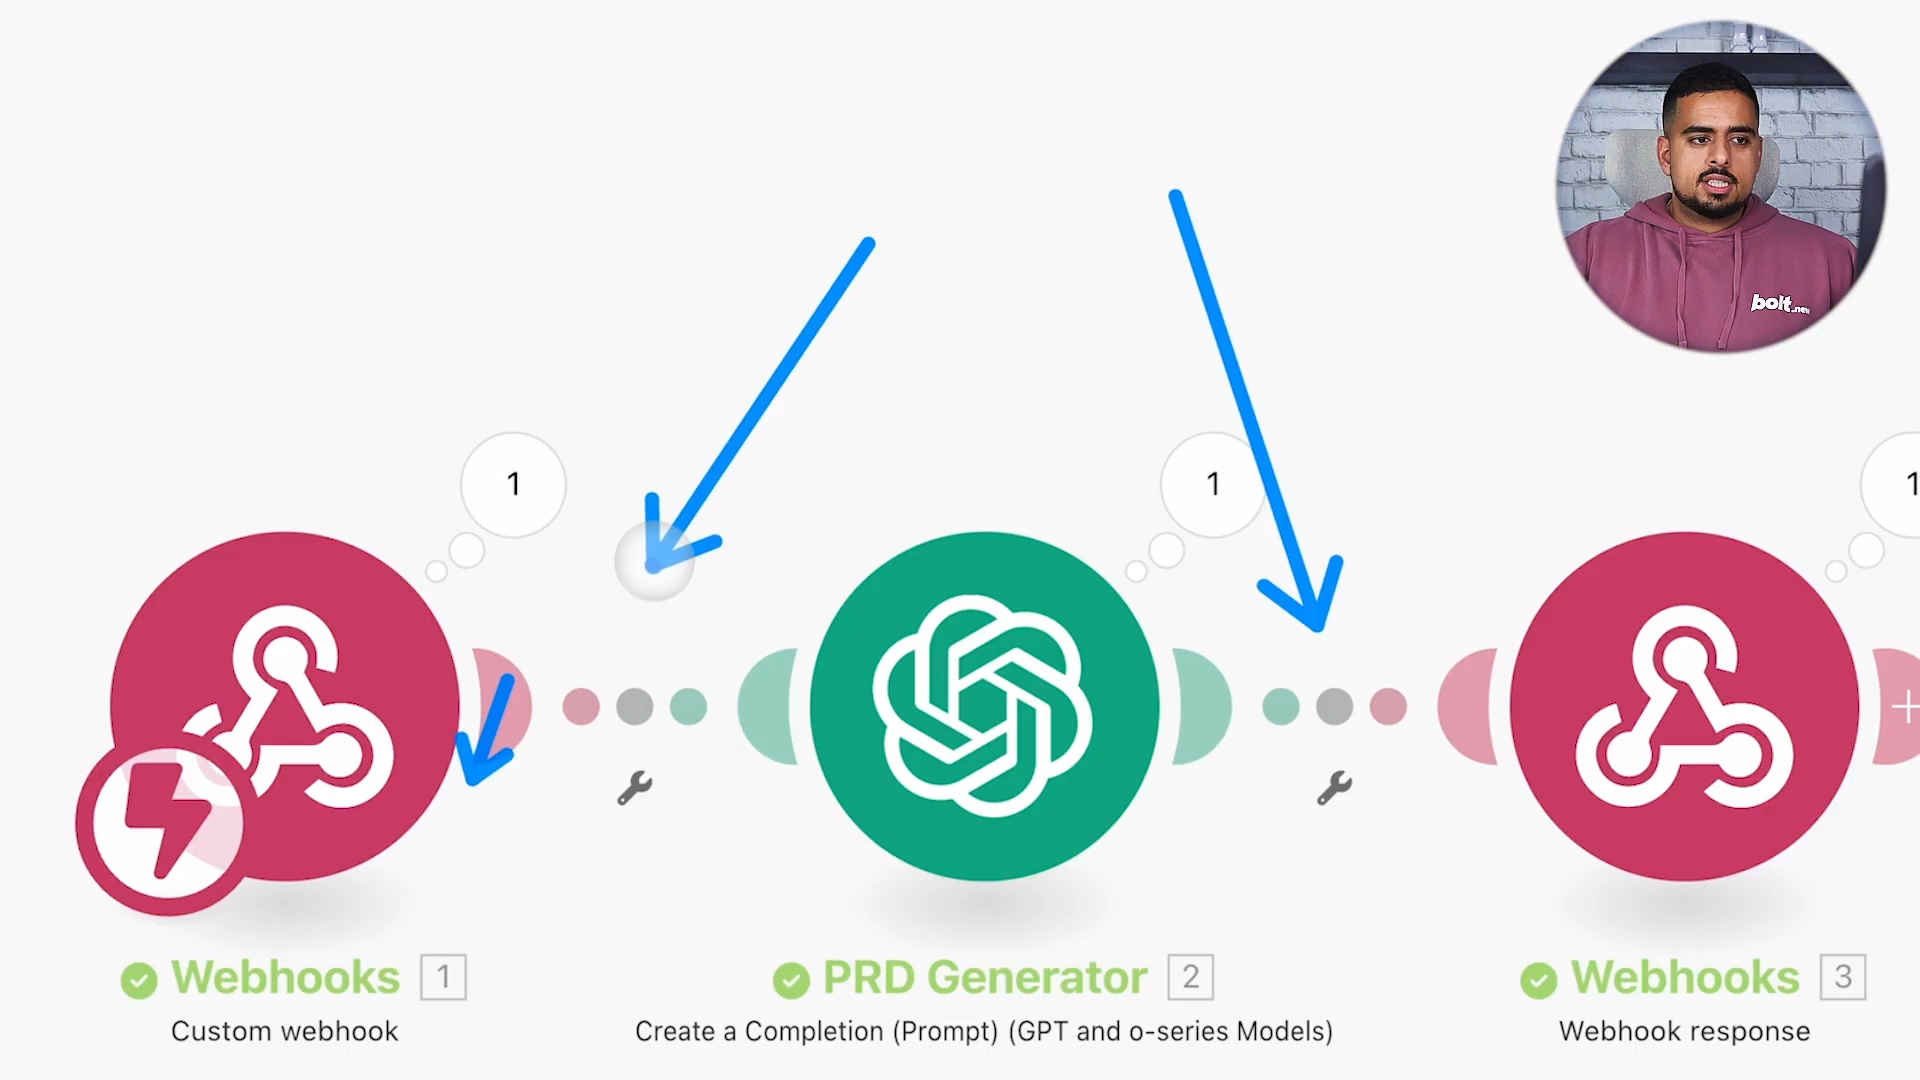 bolt.new
1
1
1
Webhooks 1
Custom webhook
PRD Generator 2
Create a Completion (Prompt) (GPT and o-series Models)
Webhooks 3
Webhook response